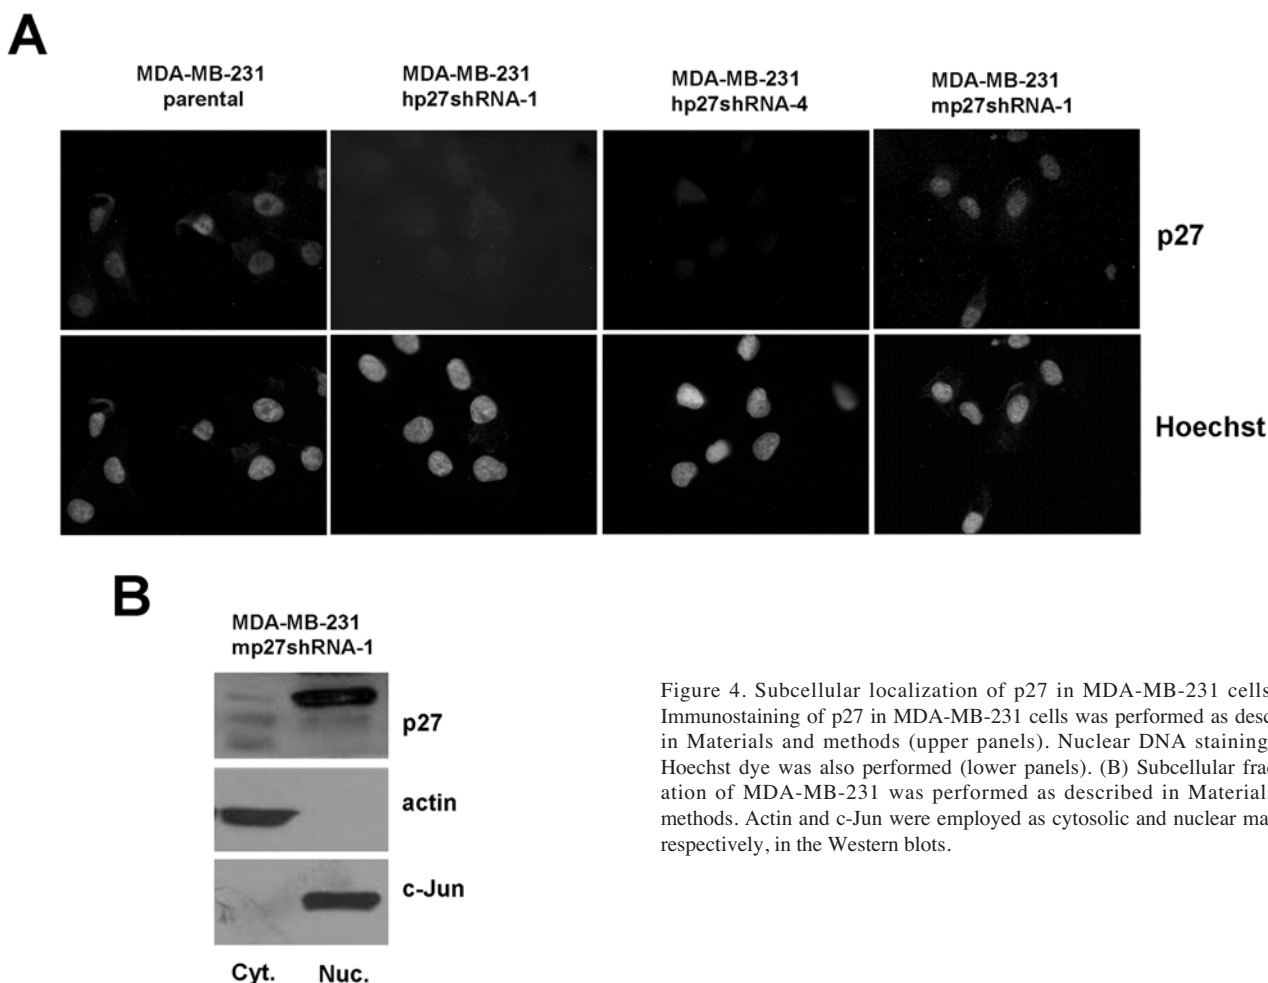 A
MDA-MB-231
parental
MDA-MB-231
hp27shRNA-1
MDA-MB-231
hp27shRNA-4
MDA-MB-231
mp27shRNA-1
p27
Hoechst
B
MDA-MB-231
mp27shRNA-1
p27
actin
c-Jun
Cyt. Nuc.
Figure 4. Subcellular localization of p27 in MDA-MB-231 cells
Immunostaining of p27 in MDA-MB-231 cells was performed as desc
in Materials and methods (upper panels). Nuclear DNA staining
Hoechst dye was also performed (lower panels). (B) Subcellular frac
ation of MDA-MB-231 was performed as described in Material
methods. Actin and c-Jun were employed as cytosolic and nuclear ma
respectively, in the Western blots.